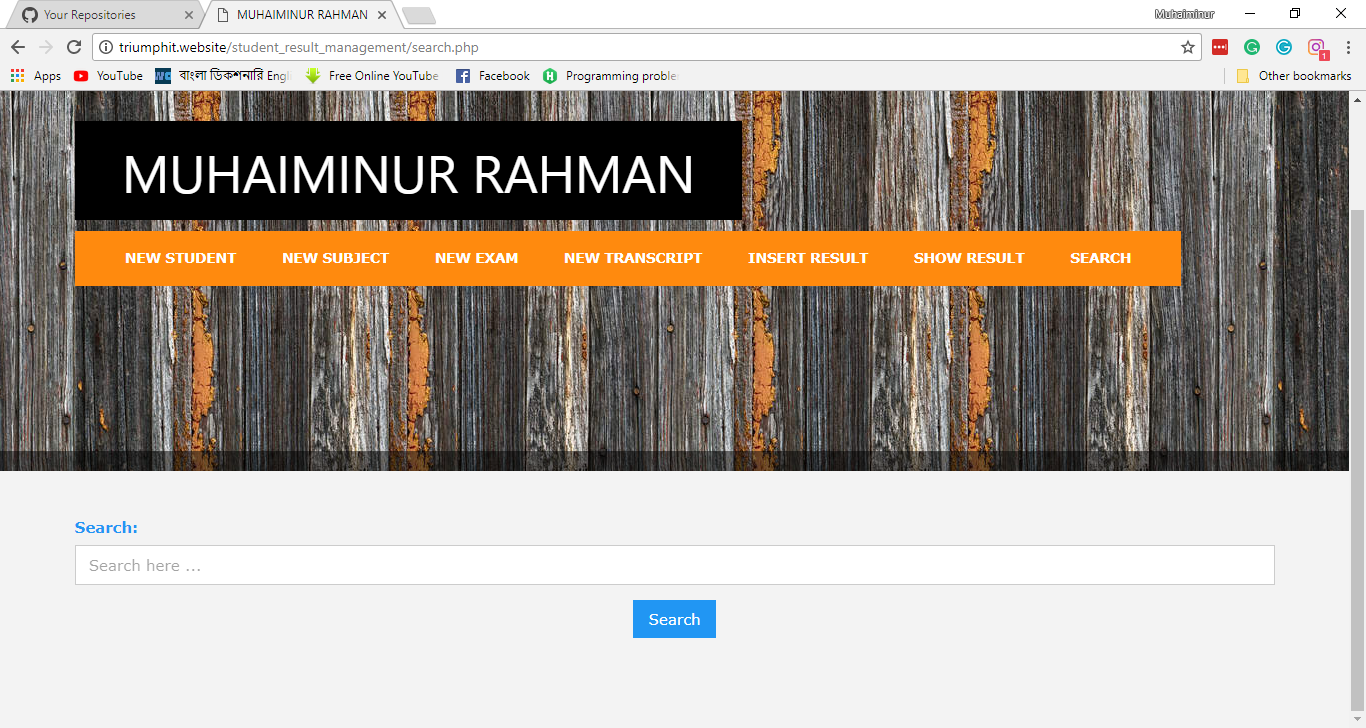 Your Repositories
MUHAIMINUR RAHMAN
Muhaiminur
triumphit.website/student_result_management/search.php
1
Apps
YouTube
বাংলা ডিকশনারি Engli
Free Online YouTube
Facebook
Programming proble
Other bookmarks
MUHAIMINUR RAHMAN
NEW STUDENT NEW SUBJECT NEW EXAM NEW TRANSCRIPT INSERT RESULT SHOW RESULT SEARCH
Search:
Search here ...
Search